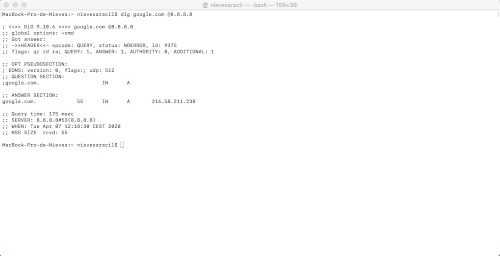 nievesaracil — -bash — 159×39
MacBook-Pro-de-Nieves:~ nievesaracil$ dig google.com @8.8.8.8
; <<>> DiG 9.10.6 <<>> google.com @8.8.8.8
;; global options: +cmd
;; Got answer:
;; ->>HEADER<<- opcode: QUERY, status: NOERROR, id: 9375
;; flags: qr rd ra; QUERY: 1, ANSWER: 1, AUTHORITY: 0, ADDITIONAL: 1
;; OPT PSEUDOSECTION:
; EDNS: version: 0, flags:; udp: 512
;; QUESTION SECTION:
;google.com. IN A
;; ANSWER SECTION:
google.com. 55 IN A 216.58.211.238
;; Query time: 175 msec
;; SERVER: 8.8.8.8#53(8.8.8.8)
;; WHEN: Tue Apr 07 12:18:30 CEST 2020
;; MSG SIZE rcvd: 55
MacBook-Pro-de-Nieves:~ nievesaracil$